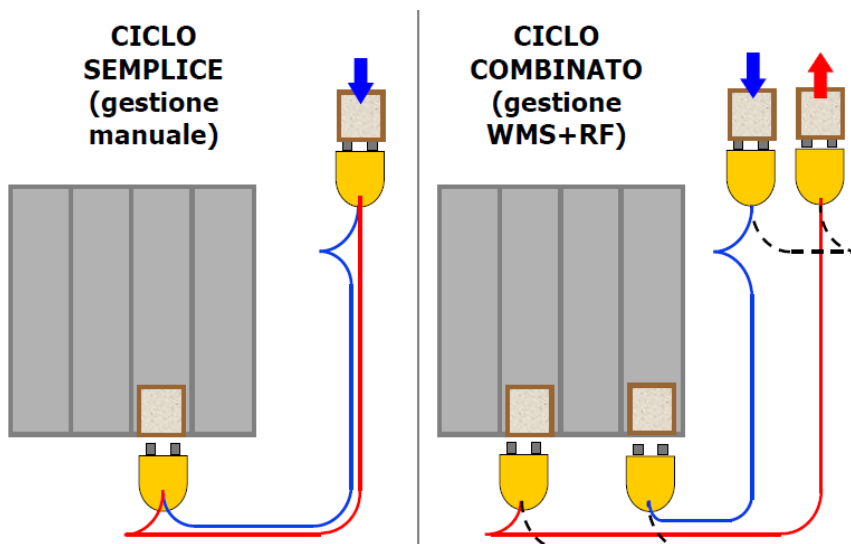 CICLO
SEMPLICE
(gestione
manuale)
CICLO
COMBINATO
(gestione
WMS+RF)